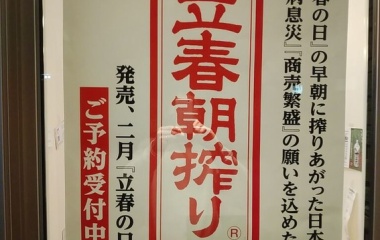 春の日』の早朝に搾りあがった日本
病息災』『商売繁盛』の願いを込めた
立春朝搾り®
発売、二月『立春の日
ご予約受付中